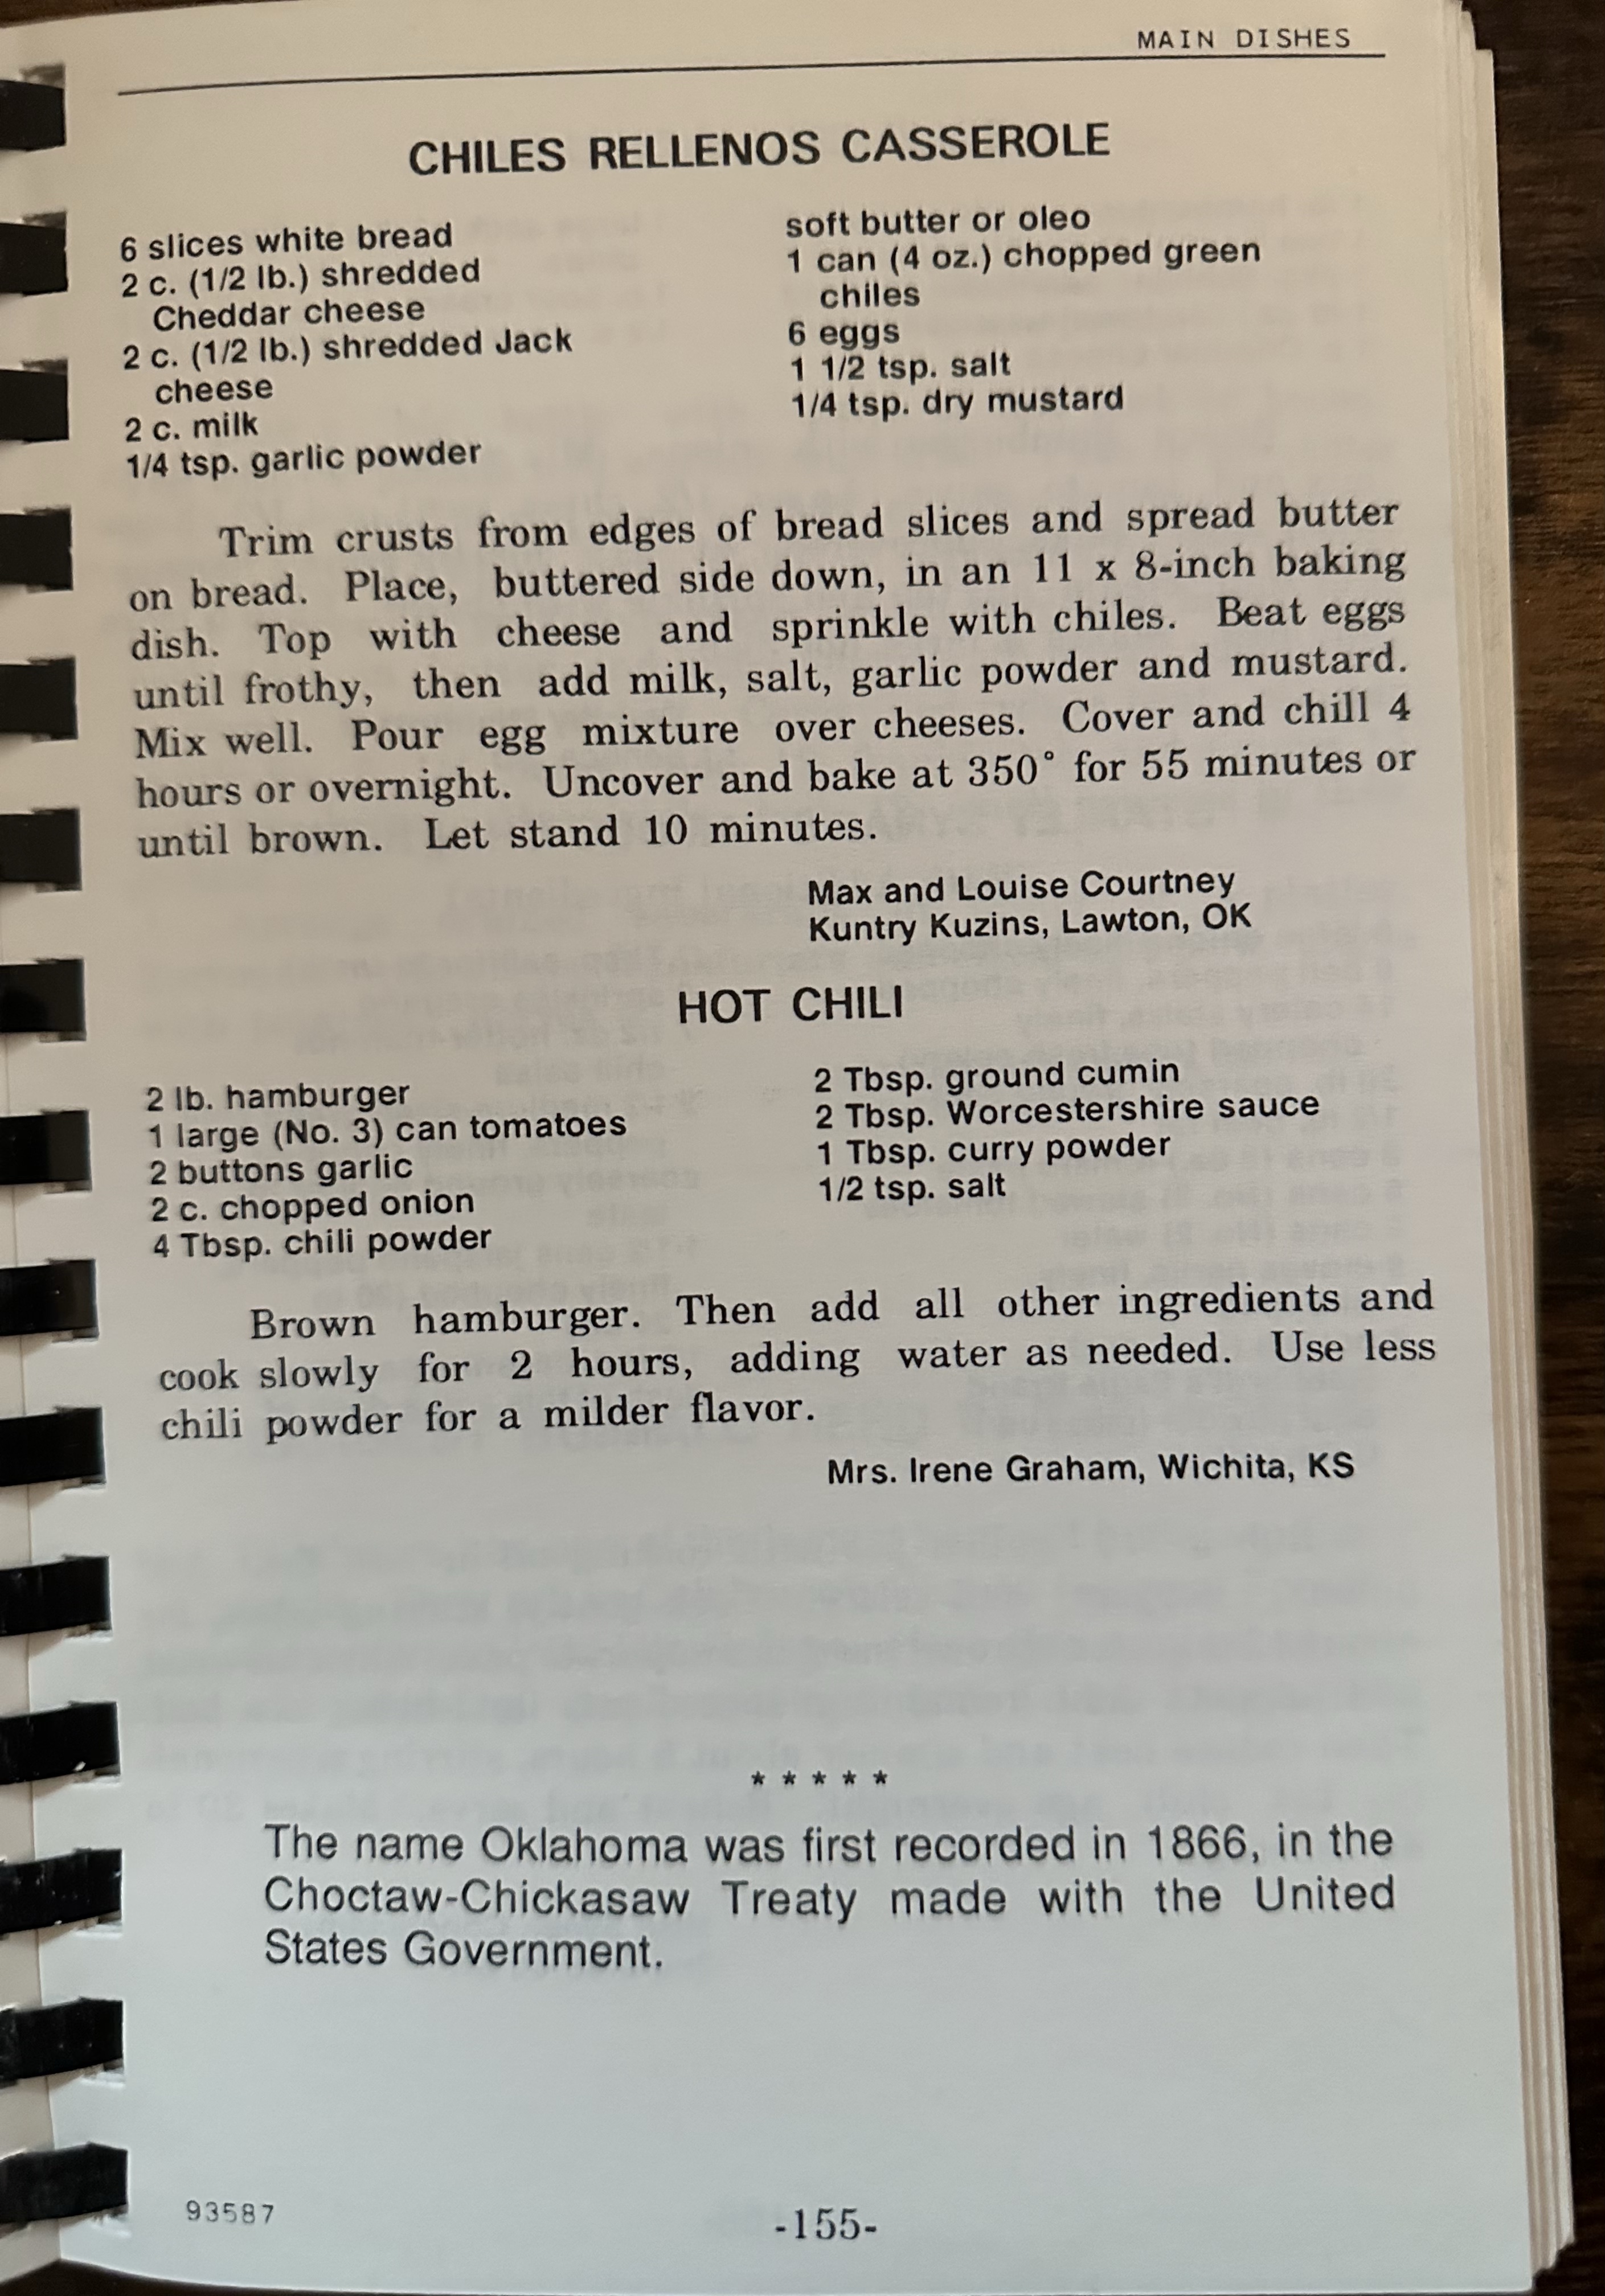 MAIN DISHES
CHILES RELLENOS CASSEROLE
6 slices white bread
2 c. (1/2 lb.) shredded
Cheddar cheese
2 c. (1/2 lb.) shredded Jack
cheese
2 c. milk
1/4 tsp. garlic powder
soft butter or oleo
1 can (4 oz.) chopped green
chiles
6 eggs
1 1/2 tsp. salt
1/4 tsp. dry mustard
Trim crusts from edges of bread slices and spread butter
on bread. Place, buttered side down, in an 11 x 8-inch baking
dish. Top with cheese and sprinkle with chiles. Beat eggs
until frothy, then add milk, salt, garlic powder and mustard.
Mix well. Pour egg mixture over cheeses. Cover and chill 4
hours or overnight. Uncover and bake at 350° for 55 minutes or
until brown. Let stand 10 minutes.
Max and Louise Courtney
Kuntry Kuzins, Lawton, OK
HOT CHILI
2 lb. hamburger
1 large (No. 3) can tomatoes
2 buttons garlic
2 c. chopped onion
4 Tbsp. chili powder
2 Tbsp. ground cumin
2 Tbsp. Worcestershire sauce
1 Tbsp. curry powder
1/2 tsp. salt
Brown hamburger. Then add all other ingredients and
cook slowly for 2 hours, adding water as needed. Use less
chili powder for a milder flavor.
Mrs. Irene Graham, Wichita, KS
* * * * *
The name Oklahoma was first recorded in 1866, in the
Choctaw-Chickasaw Treaty made with the United
States Government.
93587
-155-